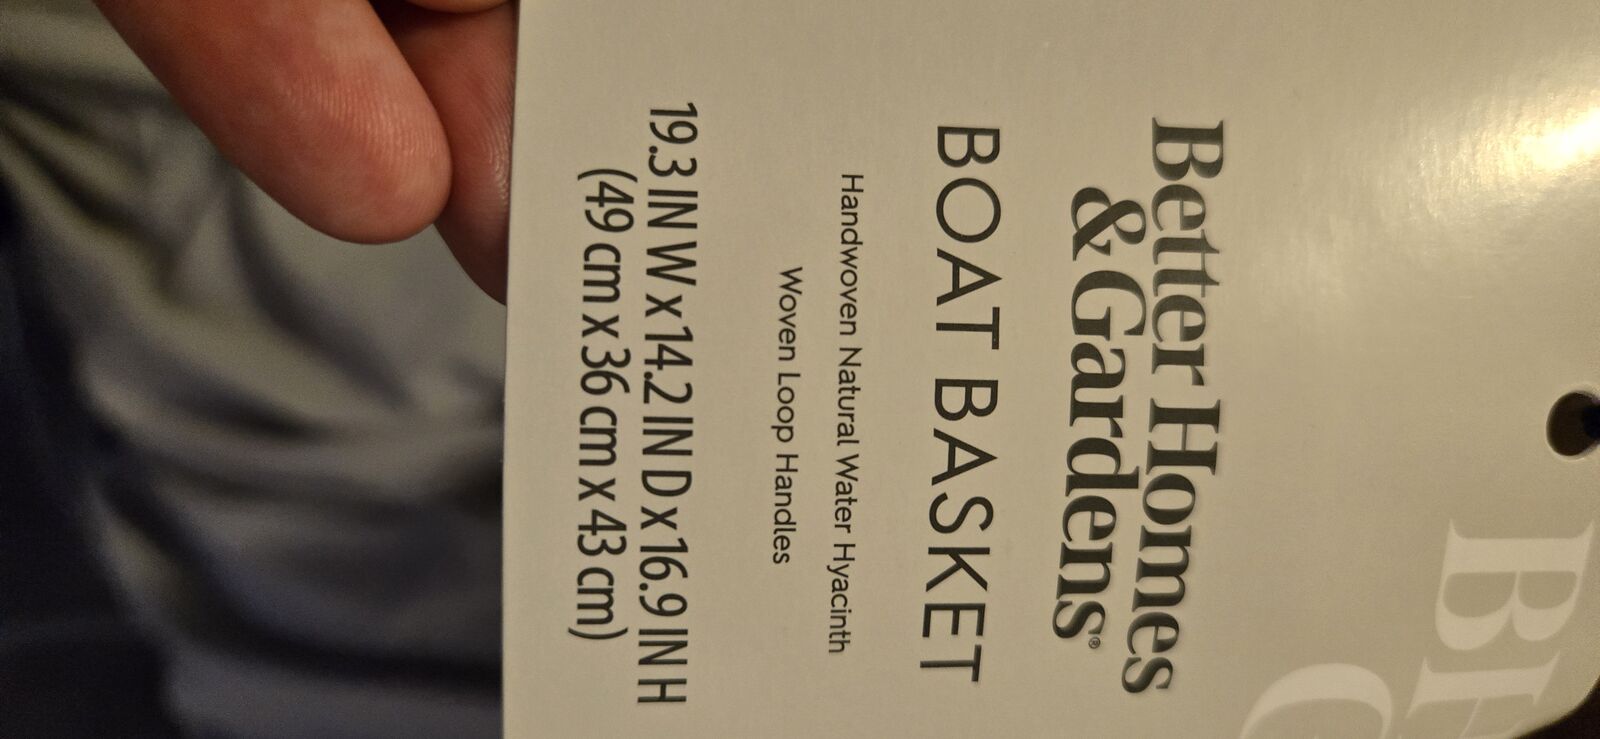 Better Homes
& Gardens®
BOAT BASKET
Handwoven Natural Water Hyacinth
Woven Loop Handles
19.3 IN W x 14.2 IN D x 16.9 IN H
(49 cm x 36 cm x 43 cm)